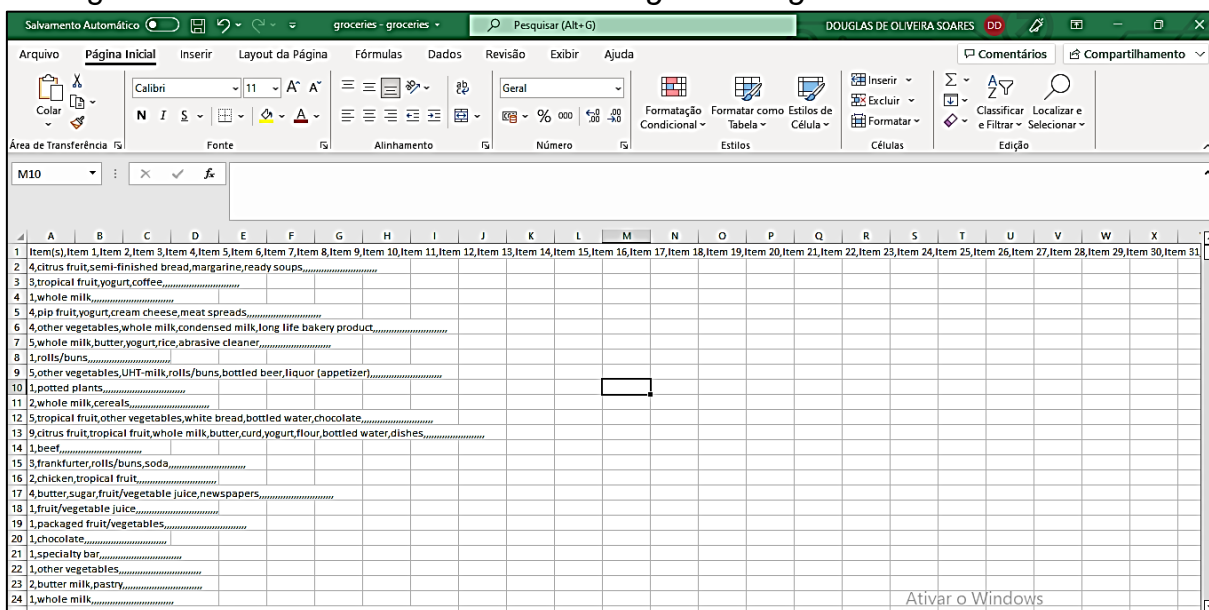 Salvamento Automático groceries - groceries Pesquisar (Alt+G) DOUGLAS DE OLIVEIRA SOARES DD
Arquivo Página Inicial Inserir Layout da Página Fórmulas Dados Revisão Exibir Ajuda Comentários Compartilhamento
Colar
Calibri 11 A^ A˅
N I S A
ab
Geral
% 000
Formatação Condicional
Formatar como Tabela
Estilos de Célula
Inserir
Excluir
Formatar
Classificar e Filtrar
Localizar e Selecionar
Área de Transferência Fonte Alinhamento Número Estilos Células Edição
M10 fx
A B C D E F G H I J K L M N O P Q R S T U V W X
1 Item(s),Item 1,Item 2,Item 3,Item 4,Item 5,Item 6,Item 7,Item 8,Item 9,Item 10,Item 11,Item 12,Item 13,Item 14,Item 15,Item 16,Item 17,Item 18,Item 19,Item 20,Item 21,Item 22,Item 23,Item 24,Item 25,Item 26,Item 27,Item 28,Item 29,Item 30,Item 31
2 4,citrus fruit,semi-finished bread,margarine,ready soups,,,,,,,,,,,,,,,,,,,,,,,,,,,,
3 3,tropical fruit,yogurt,coffee,,,,,,,,,,,,,,,,,,,,,,,,,,,,,
4 1,whole milk,,,,,,,,,,,,,,,,,,,,,,,,,,,,,,,
5 4,pip fruit,yogurt,cream cheese,meat spreads,,,,,,,,,,,,,,,,,,,,,,,,,,,,
6 4,other vegetables,whole milk,condensed milk,long life bakery product,,,,,,,,,,,,,,,,,,,,,,,,,,,,
7 5,whole milk,butter,yogurt,rice,abrasive cleaner,,,,,,,,,,,,,,,,,,,,,,,,,,,
8 1,rolls/buns,,,,,,,,,,,,,,,,,,,,,,,,,,,,,,,
9 5,other vegetables,UHT-milk,rolls/buns,bottled beer,liquor (appetizer),,,,,,,,,,,,,,,,,,,,,,,,,,,
10 1,potted plants,,,,,,,,,,,,,,,,,,,,,,,,,,,,,,,
11 2,whole milk,cereals,,,,,,,,,,,,,,,,,,,,,,,,,,,,,,
12 5,tropical fruit,other vegetables,white bread,bottled water,chocolate,,,,,,,,,,,,,,,,,,,,,,,,,,,
13 9,citrus fruit,tropical fruit,whole milk,butter,curd,yogurt,flour,bottled water,dishes,,,,,,,,,,,,,,,,,,,,,,,
14 1,beef,,,,,,,,,,,,,,,,,,,,,,,,,,,,,,,
15 3,frankfurter,rolls/buns,soda,,,,,,,,,,,,,,,,,,,,,,,,,,,,,
16 2,chicken,tropical fruit,,,,,,,,,,,,,,,,,,,,,,,,,,,,,,
17 4,butter,sugar,fruit/vegetable juice,newspapers,,,,,,,,,,,,,,,,,,,,,,,,,,,,
18 1,fruit/vegetable juice,,,,,,,,,,,,,,,,,,,,,,,,,,,,,,,
19 1,packaged fruit/vegetables,,,,,,,,,,,,,,,,,,,,,,,,,,,,,,,
20 1,chocolate,,,,,,,,,,,,,,,,,,,,,,,,,,,,,,,
21 1,specialty bar,,,,,,,,,,,,,,,,,,,,,,,,,,,,,,,
22 1,other vegetables,,,,,,,,,,,,,,,,,,,,,,,,,,,,,,,
23 2,butter milk,pastry,,,,,,,,,,,,,,,,,,,,,,,,,,,,,,
24 1,whole milk,,,,,,,,,,,,,,,,,,,,,,,,,,,,,,,
Ativar o Windows